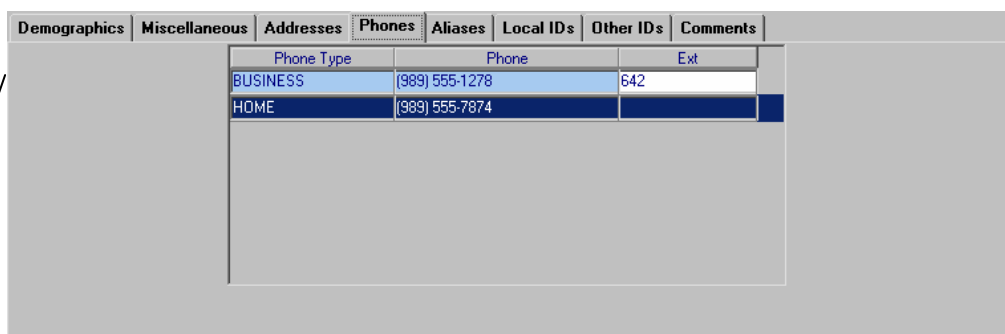 Demographics Miscellaneous Addresses Phones Aliases Local IDs Other IDs Comments
Phone Type Phone Ext
BUSINESS (989) 555-1278 642
HOME (989) 555-7874